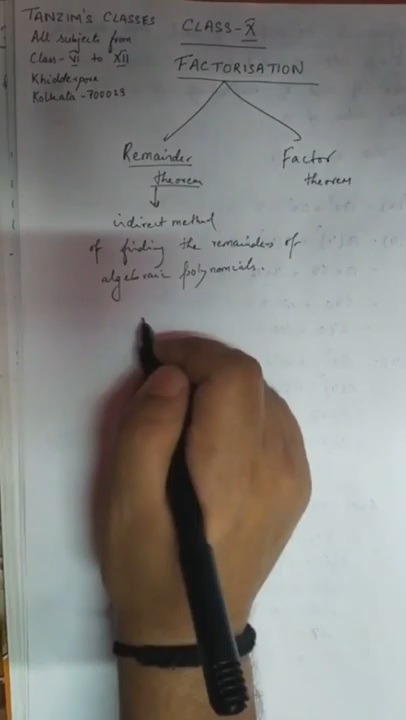 TANZIM'S CLASSES
All subjects from
Class - VI to XII
Khidderpore
Kolkata - 700023
CLASS - X
FACTORISATION
Remainder
theorem
Factor
theorem
indirect method
of finding the remainders of
algebraic polynomials.